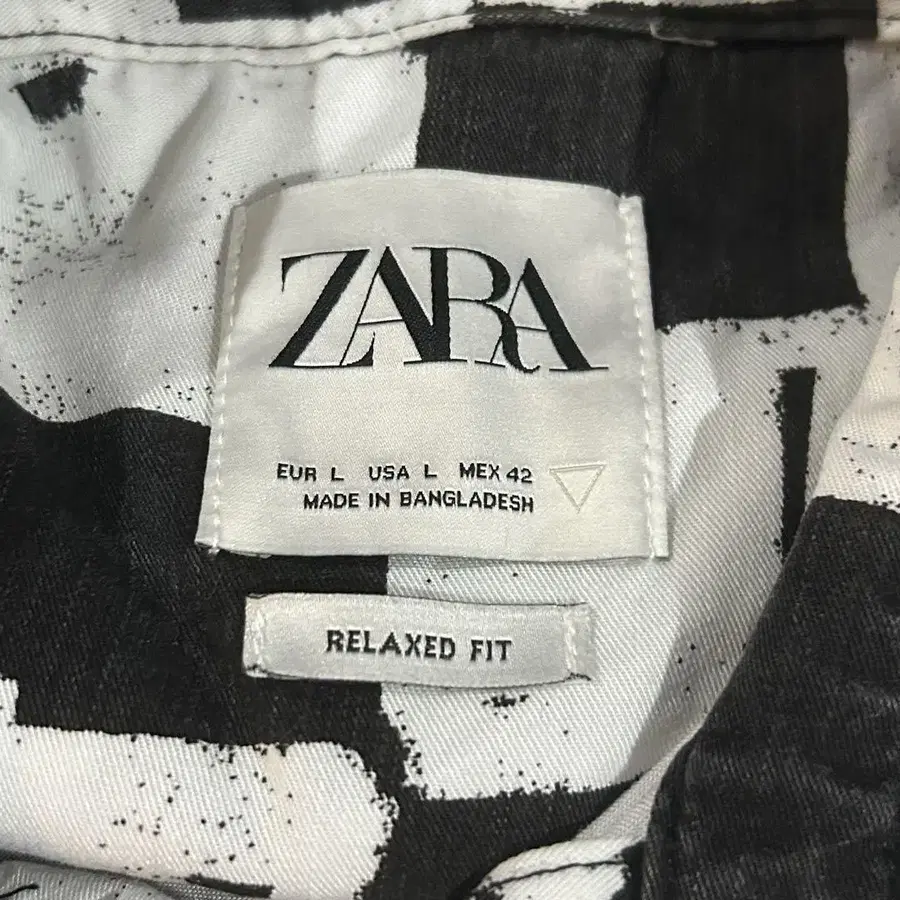 ZARA
EUR L USA L MEX 42
MADE IN BANGLADESH
RELAXED FIT